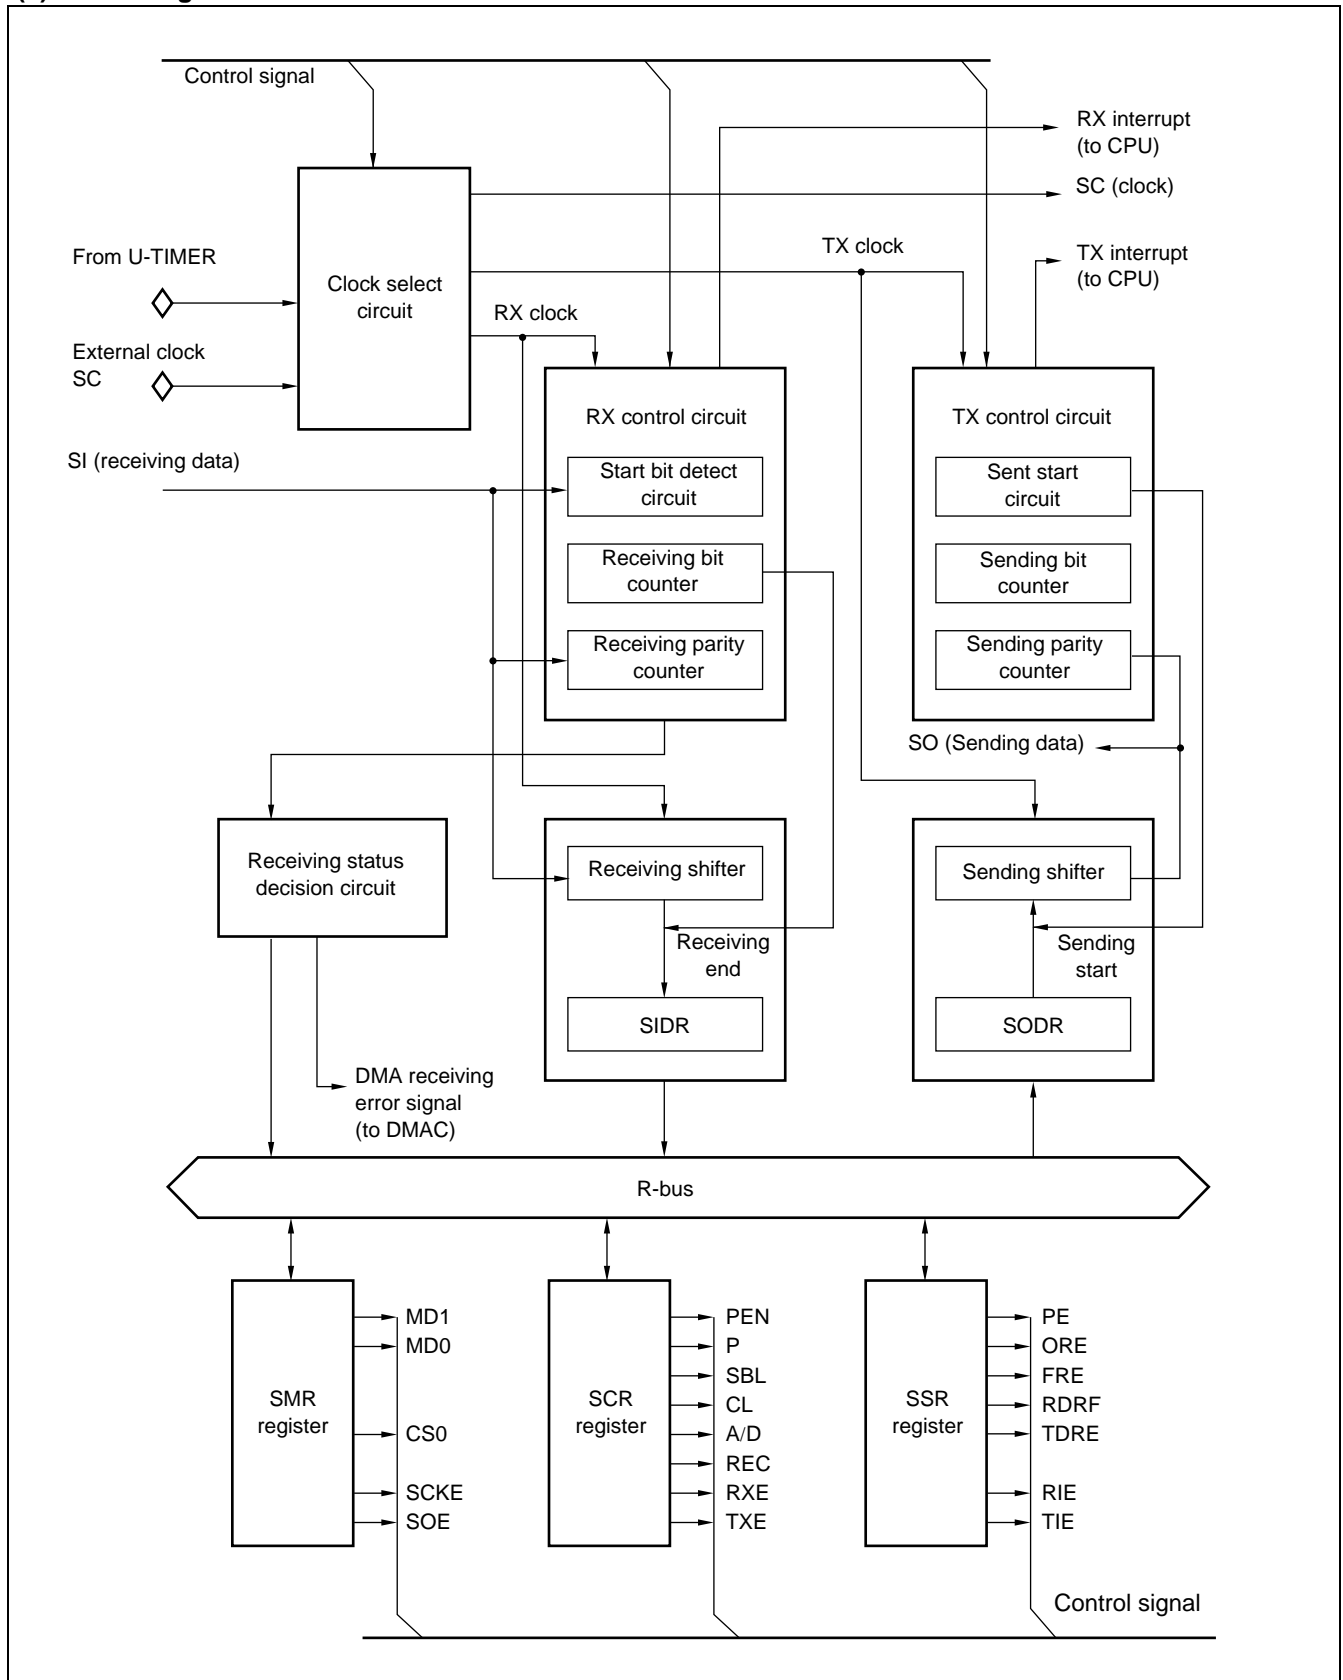 Control signal
RX interrupt
(to CPU)
SC (clock)
From U-TIMER
TX clock
TX interrupt
(to CPU)
Clock select
circuit
RX clock
External clock
SC
RX control circuit
TX control circuit
SI (receiving data)
Start bit detect
circuit
Sent start
circuit
Receiving bit
counter
Sending bit
counter
Receiving parity
counter
Sending parity
counter
SO (Sending data)
Receiving status
decision circuit
Receiving shifter
Sending shifter
Receiving
end
Sending
start
SIDR
SODR
DMA receiving
error signal
(to DMAC)
R-bus
SMR
register
MD1
MD0
CS0
SCKE
SOE
SCR
register
PEN
P
SBL
CL
A/D
REC
RXE
TXE
SSR
register
PE
ORE
FRE
RDRF
TDRE
RIE
TIE
Control signal